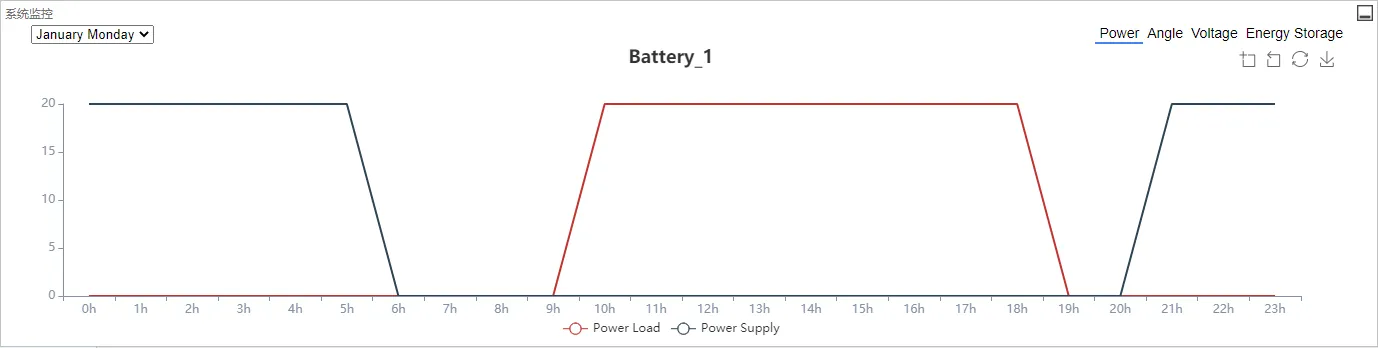 系统监控
January Monday
Power Angle Voltage Energy Storage
Battery_1
20
15
10
5
0
0h 1h 2h 3h 4h 5h 6h 7h 8h 9h 10h 11h 12h 13h 14h 15h 16h 17h 18h 19h 20h 21h 22h 23h
Power Load Power Supply